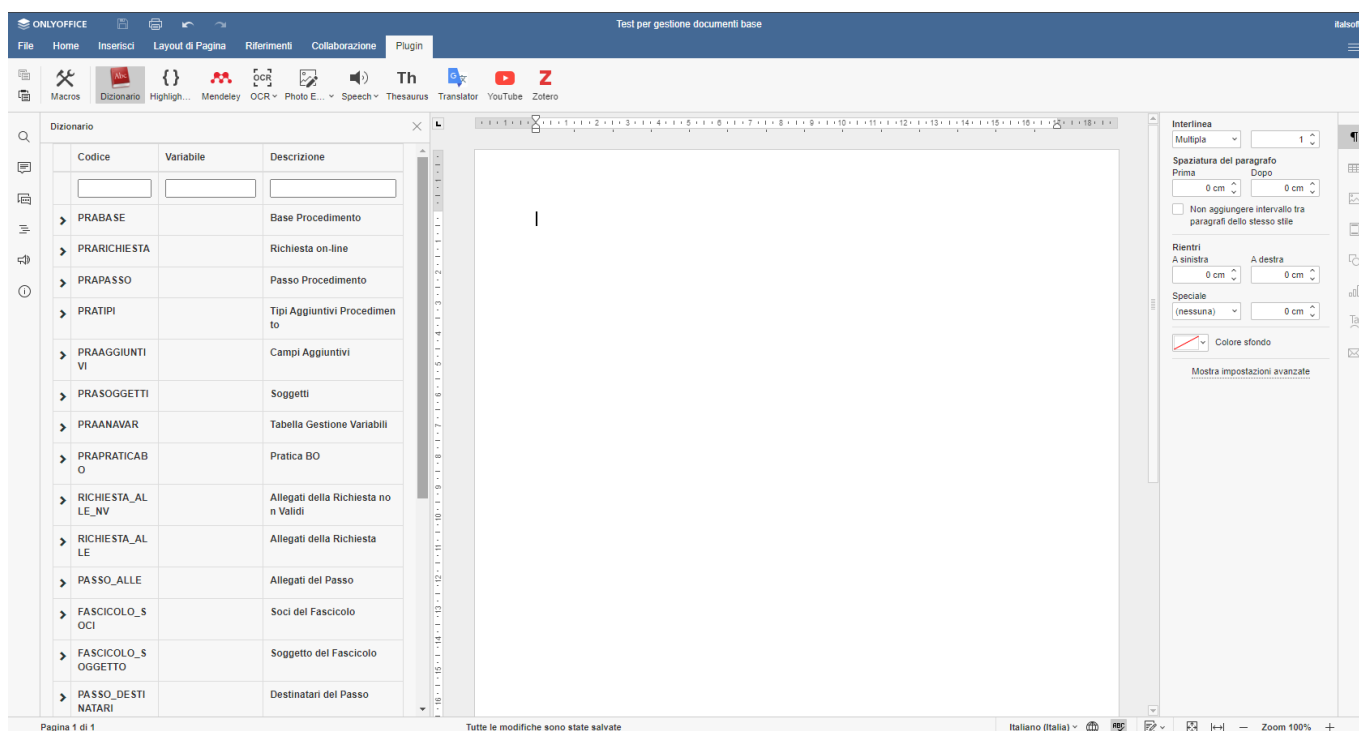 ONLYOFFICE
Test per gestione documenti base
italsoft
File Home Inserisci Layout di Pagina Riferimenti Collaborazione Plugin
Macros Dizionario Highligh... Mendeley OCR Photo E... Speech Thesaurus Translator YouTube Zotero
Dizionario
Codice Variabile Descrizione
PRABASE Base Procedimento
PRARICHIESTA Richiesta on-line
PRAPASSO Passo Procedimento
PRATIPI Tipi Aggiuntivi Procedimen
to
PRAAGGIUNTI Campi Aggiuntivi
VI
PRASOGGETTI Soggetti
PRAANAVAR Tabella Gestione Variabili
PRAPRATICAB Pratica BO
O
RICHIESTA_AL Allegati della Richiesta no
LE_NV n Validi
RICHIESTA_AL Allegati della Richiesta
LE
PASSO_ALLE Allegati del Passo
FASCICOLO_S Soci del Fascicolo
OCI
FASCICOLO_S Soggetto del Fascicolo
OGGETTO
PASSO_DESTI Destinatari del Passo
NATARI
Interlinea
Multipla 1
Spaziatura del paragrafo
Prima Dopo
0 cm 0 cm
Non aggiungere intervallo tra
paragrafi dello stesso stile
Rientri
A sinistra A destra
0 cm 0 cm
Speciale
(nessuna) 0 cm
Colore sfondo
Mostra impostazioni avanzate
Pagina 1 di 1 Tutte le modifiche sono state salvate Italiano (Italia) Zoom 100%